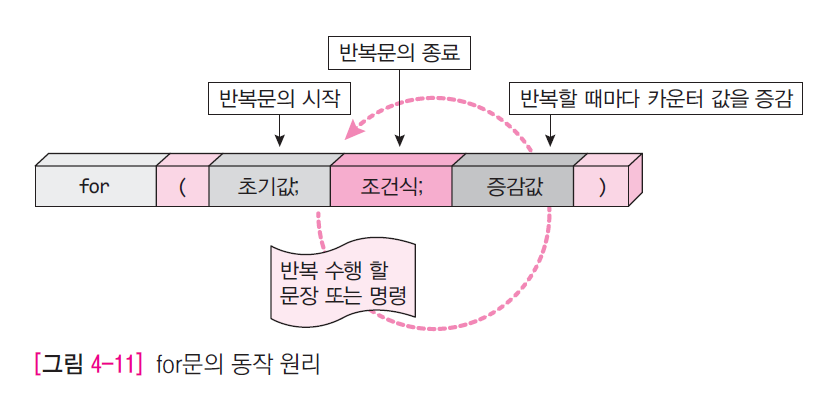 반복문의 종료
반복문의 시작
반복할 때마다 카운터 값을 증감
for ( 초기값; 조건식; 증감값 )
반복 수행 할
문장 또는 명령
[그림 4-11] for문의 동작 원리